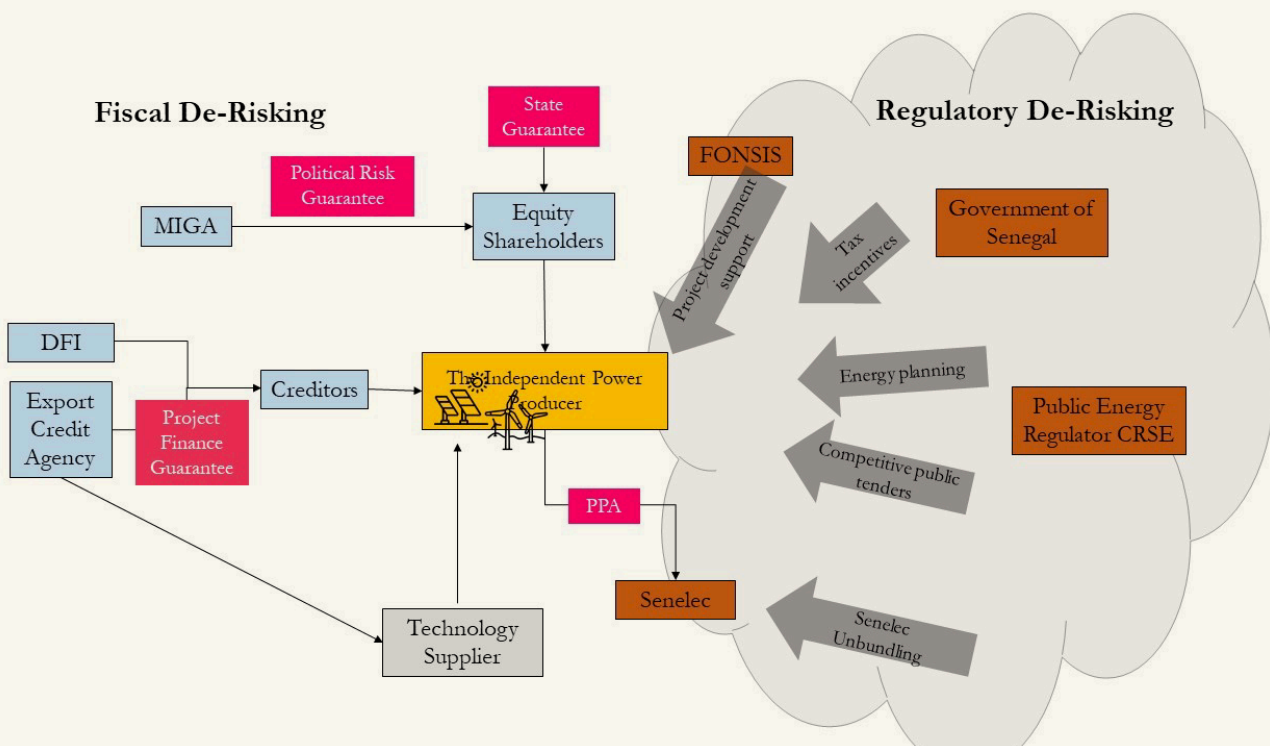 Fiscal De-Risking
Regulatory De-Risking
State
Guarantee
Political Risk
Guarantee
MIGA
Equity
Shareholders
FONSIS
Project development
support
Tax
incentives
Government of
Senegal
DFI
Export
Credit
Agency
Project
Finance
Guarantee
Creditors
The Independent Power
Producer
Energy planning
Public Energy
Regulator CRSE
Competitive public
tenders
PPA
Senelec
Technology
Supplier
Senelec
Unbundling